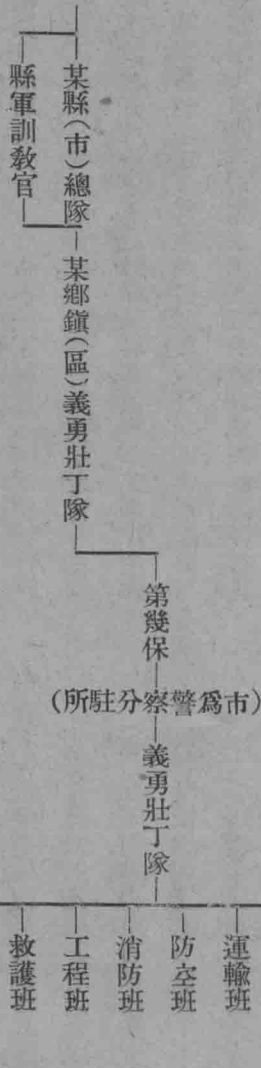 某縣(市)總隊
縣軍訓教官
某鄉鎮(區)義勇壯丁隊
第幾保
(市爲警察分駐所)
義勇壯丁隊
運輸班
防空班
消防班
工程班
救護班